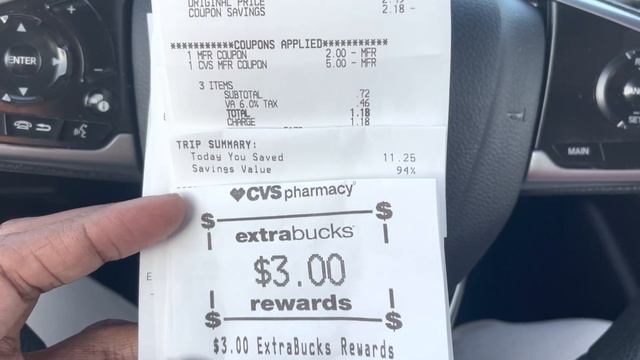 ORIGINAL PRICE 2.19
COUPON SAVINGS 2.18 -
***********COUPONS APPLIED***********
1 MFR COUPON 2.00 - MFR
1 CVS MFR COUPON 5.00 - MFR
3 ITEMS
SUBTOTAL .72
VA 6.0% TAX .46
TOTAL 1.18
CHARGE 1.18
TRIP SUMMARY:
Today You Saved 11.25
Savings Value 94%
CVS pharmacy
$ $
extrabucks
$3.00
rewards
$ $
$3.00 ExtraBucks Rewards
ENTER
MAIN